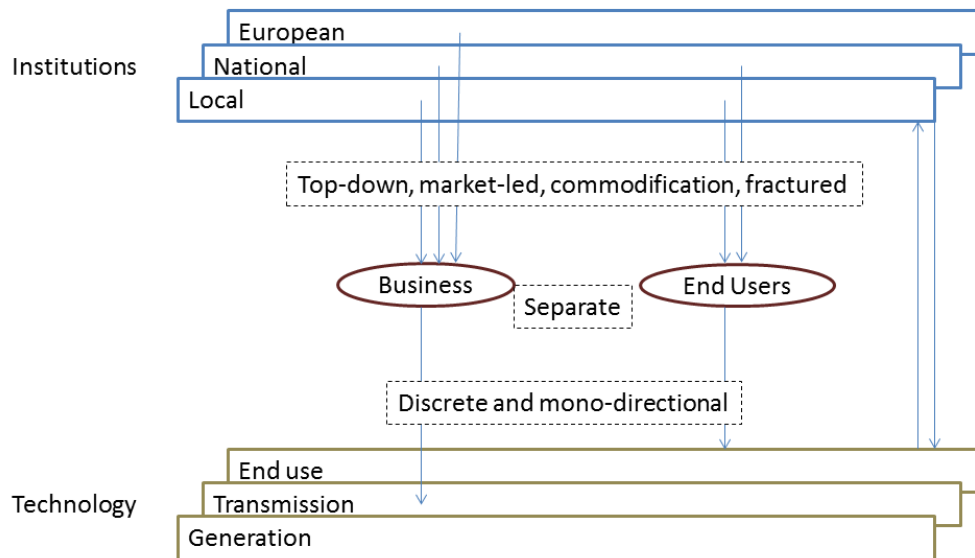 European
Institutions
National
Local
Top-down, market-led, commodification, fractured
Business
End Users
Separate
Discrete and mono-directional
End use
Technology
Transmission
Generation